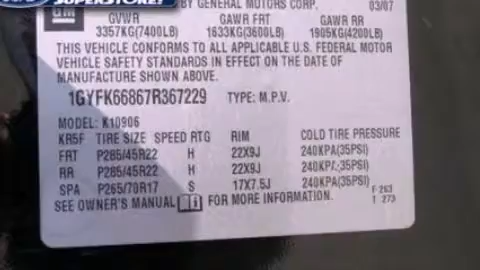 SUPERSTORE!
GM
BY GENERAL MOTORS CORP. 03/07
GVWR GAWR FRT GAWR RR
3357KG(7400LB) 1633KG(3600LB) 1905KG(4200LB)
THIS VEHICLE CONFORMS TO ALL APPLICABLE U.S. FEDERAL MOTOR
VEHICLE SAFETY STANDARDS IN EFFECT ON THE DATE OF
MANUFACTURE SHOWN ABOVE.
1GYFK66867R367229 TYPE: M.P.V.
MODEL: K10906
KR5F TIRE SIZE SPEED RTG RIM COLD TIRE PRESSURE
FRT P285/45R22 H 22X9J 240KPA(35PSI)
RR P285/45R22 H 22X9J 240KPA(35PSI)
SPA P265/70R17 S 17X7.5J 240KPA(35PSI)
SEE OWNER'S MANUAL FOR MORE INFORMATION.
F 263
T 273